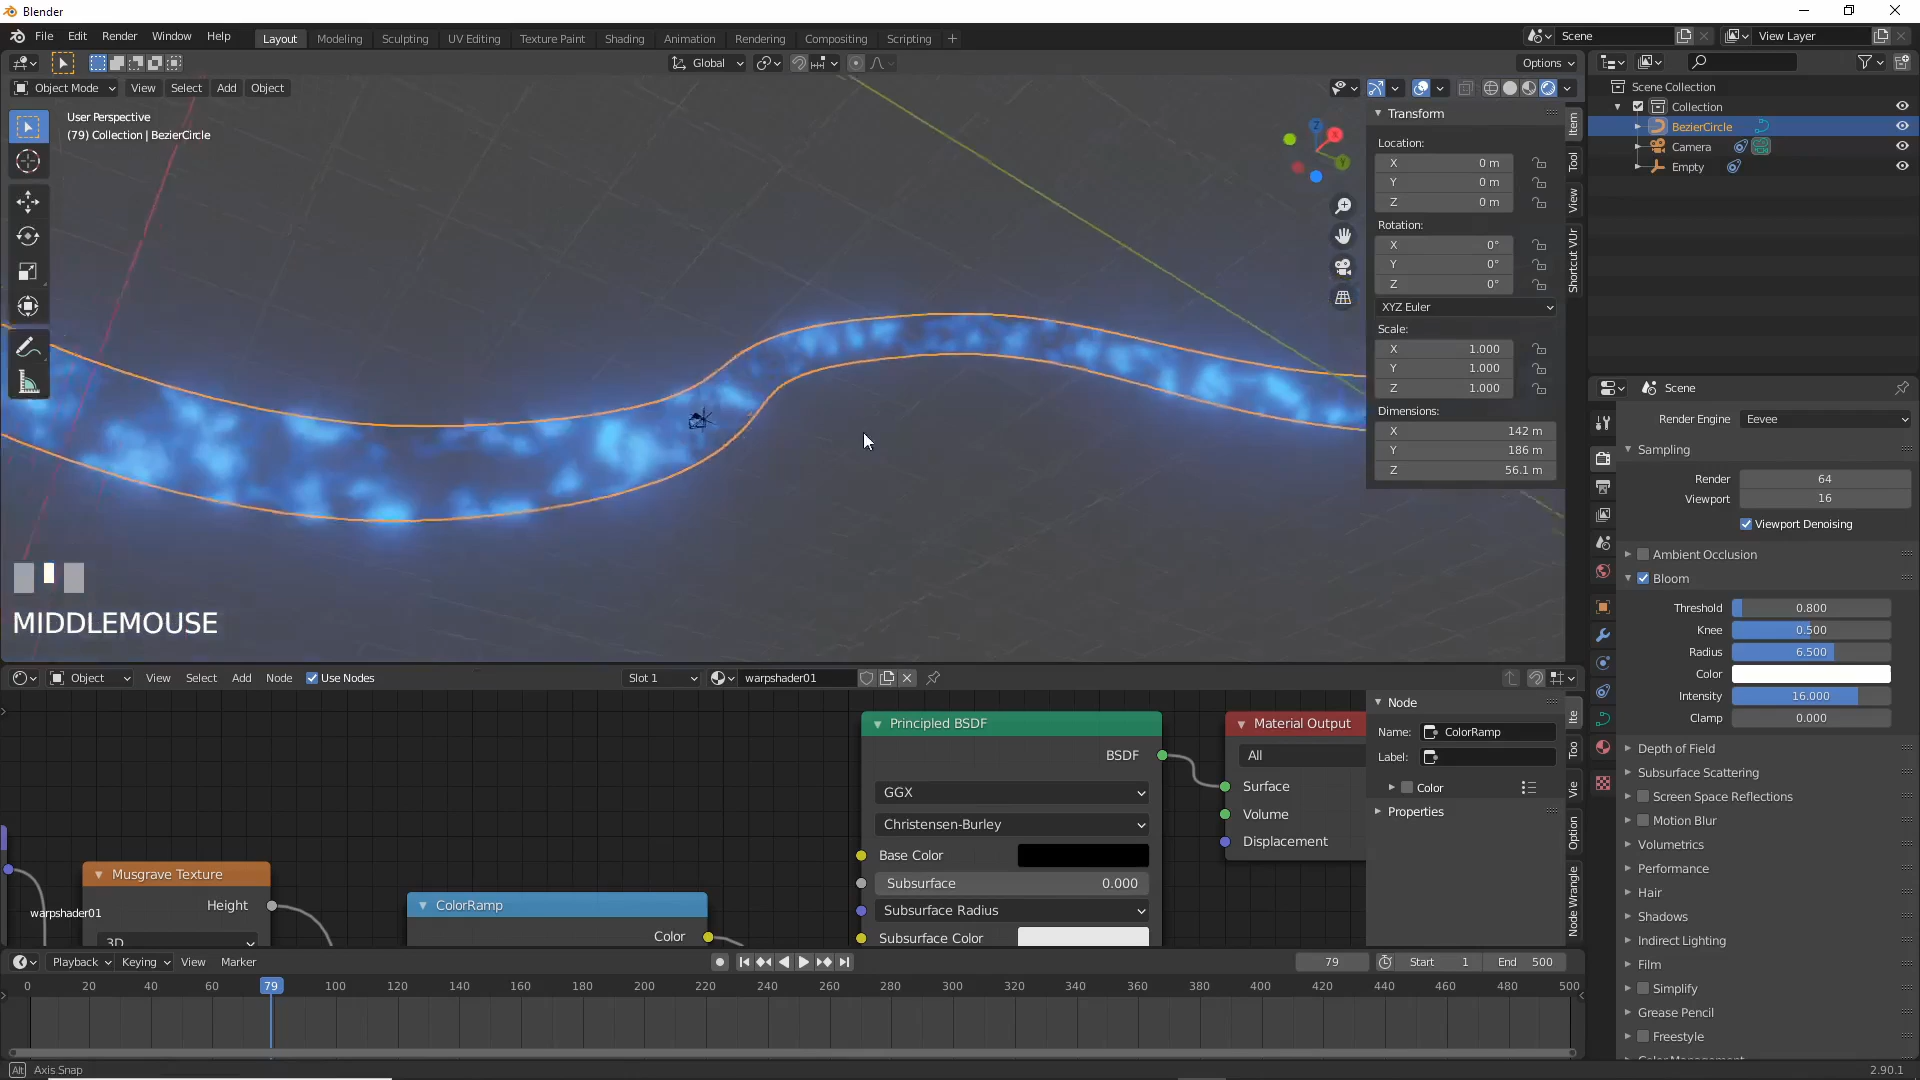 Blender
File Edit Render Window Help
Layout Modeling Sculpting UV Editing Texture Paint Shading Animation Rendering Compositing Scripting +
Scene
View Layer
Global
Options
Object Mode View Select Add Object
User Perspective
(79) Collection | BezierCircle
Transform
Location:
X 0 m
Y 0 m
Z 0 m
Rotation:
X 0°
Y 0°
Z 0°
XYZ Euler
Scale:
X 1.000
Y 1.000
Z 1.000
Dimensions:
X 142 m
Y 186 m
Z 56.1 m
Item
Tool
View
Shortcut VUr
Scene Collection
Collection
BezierCircle
Camera
Empty
Scene
Render Engine Eevee
Sampling
Render 64
Viewport 16
Viewport Denoising
Ambient Occlusion
Bloom
Threshold 0.800
Knee 0.500
Radius 6.500
Color
Intensity 16.000
Clamp 0.000
Depth of Field
Subsurface Scattering
Screen Space Reflections
Motion Blur
Volumetrics
Performance
Hair
Shadows
Indirect Lighting
Film
Simplify
Grease Pencil
Freestyle
MIDDLEMOUSE
Object View Select Add Node Use Nodes
Slot 1
warpshader01
Principled BSDF
BSDF
GGX
Christensen-Burley
Base Color
Subsurface 0.000
Subsurface Radius
Subsurface Color
Material Output
All
Surface
Volume
Displacement
Musgrave Texture
Height
3D
warpshader01
ColorRamp
Color
Node
Name: ColorRamp
Label:
Color
Properties
Ite
Too
Vie
Option
Node Wrangle
Playback Keying View Marker
79
Start 1
End 500
0 20 40 60 79 100 120 140 160 180 200 220 240 260 280 300 320 340 360 380 400 420 440 460 480 500
Alt Axis Snap
2.90.1